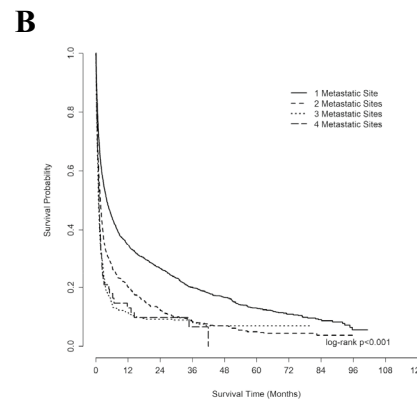 B
1.0
0.8
0.6
0.4
0.2
0.0
Survival Probability
1 Metastatic Site
2 Metastatic Sites
3 Metastatic Sites
4 Metastatic Sites
log-rank p<0.001
0 12 24 36 48 60 72 84 96 108 12
Survival Time (Months)